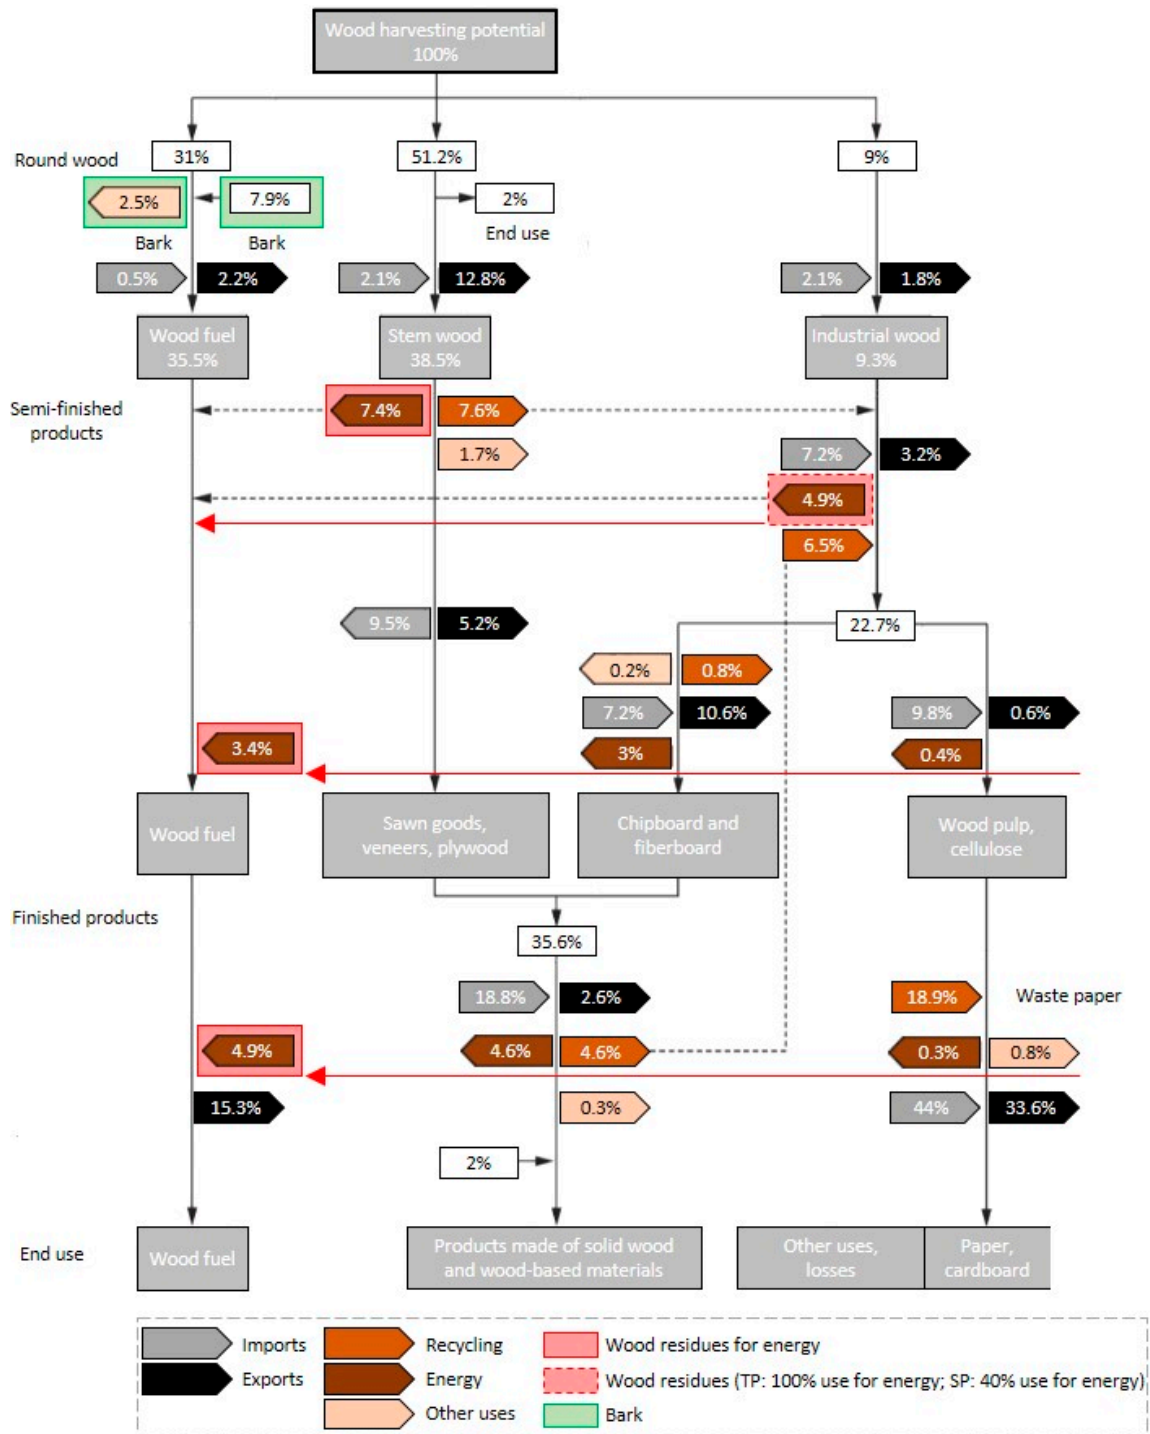 Wood harvesting potential
100%
Round wood
31%
51.2%
9%
2.5%
7.9%
2%
Bark
Bark
End use
0.5%
2.2%
2.1%
12.8%
2.1%
1.8%
Wood fuel
35.5%
Stem wood
38.5%
Industrial wood
9.3%
Semi-finished
products
7.4%
7.6%
1.7%
7.2%
3.2%
4.9%
6.5%
9.5%
5.2%
22.7%
0.2%
0.8%
7.2%
10.6%
9.8%
0.6%
3.4%
3%
0.4%
Wood fuel
Sawn goods,
veneers, plywood
Chipboard and
fiberboard
Wood pulp,
cellulose
Finished products
35.6%
18.8%
2.6%
18.9%
Waste paper
4.9%
4.6%
4.6%
0.3%
0.8%
15.3%
0.3%
44%
33.6%
2%
End use
Wood fuel
Products made of solid wood
and wood-based materials
Other uses,
losses
Paper,
cardboard
Imports
Recycling
Wood residues for energy
Exports
Energy
Wood residues (TP: 100% use for energy; SP: 40% use for energy)
Other uses
Bark